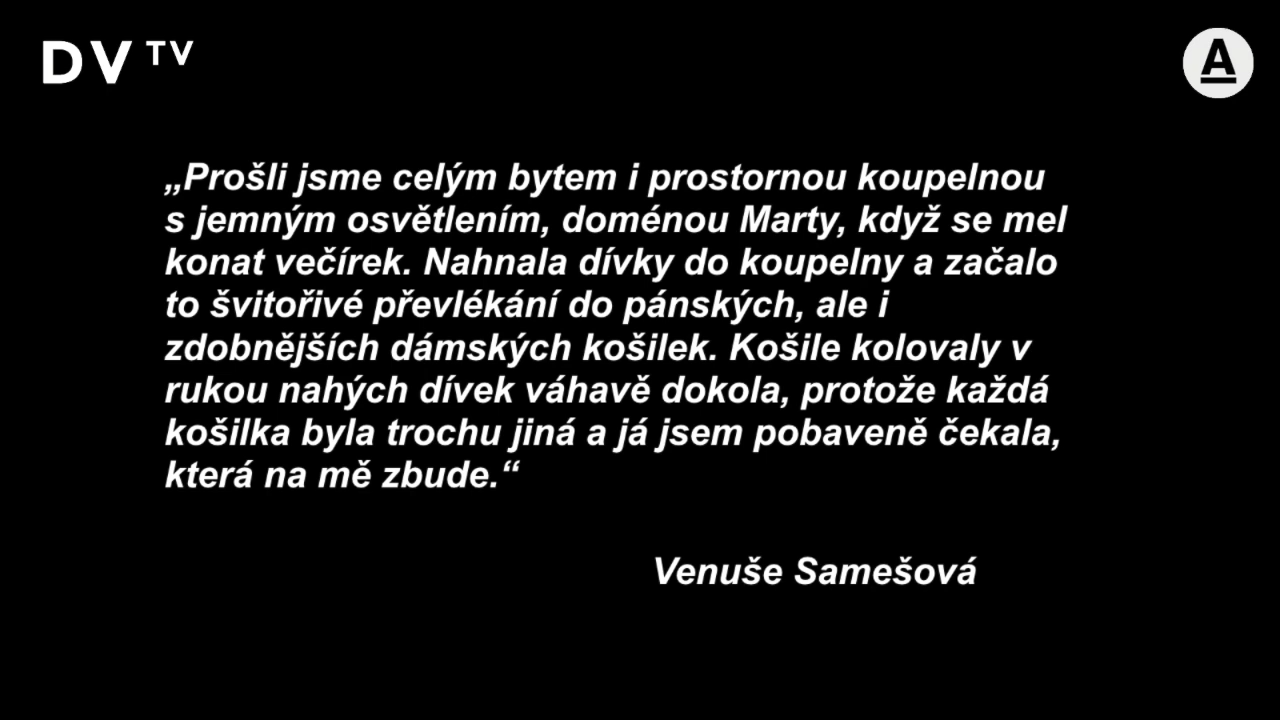 DV TV
A
„Prošli jsme celým bytem i prostornou koupelnou
s jemným osvětlením, doménou Marty, když se mel
konat večírek. Nahnala dívky do koupelny a začalo
to švitořivé převlékání do pánských, ale i
zdobnějších dámských košilek. Košile kolovaly v
rukou nahých dívek váhavě dokola, protože každá
košilka byla trochu jiná a já jsem pobaveně čekala,
která na mě zbude.“
Venuše Samešová